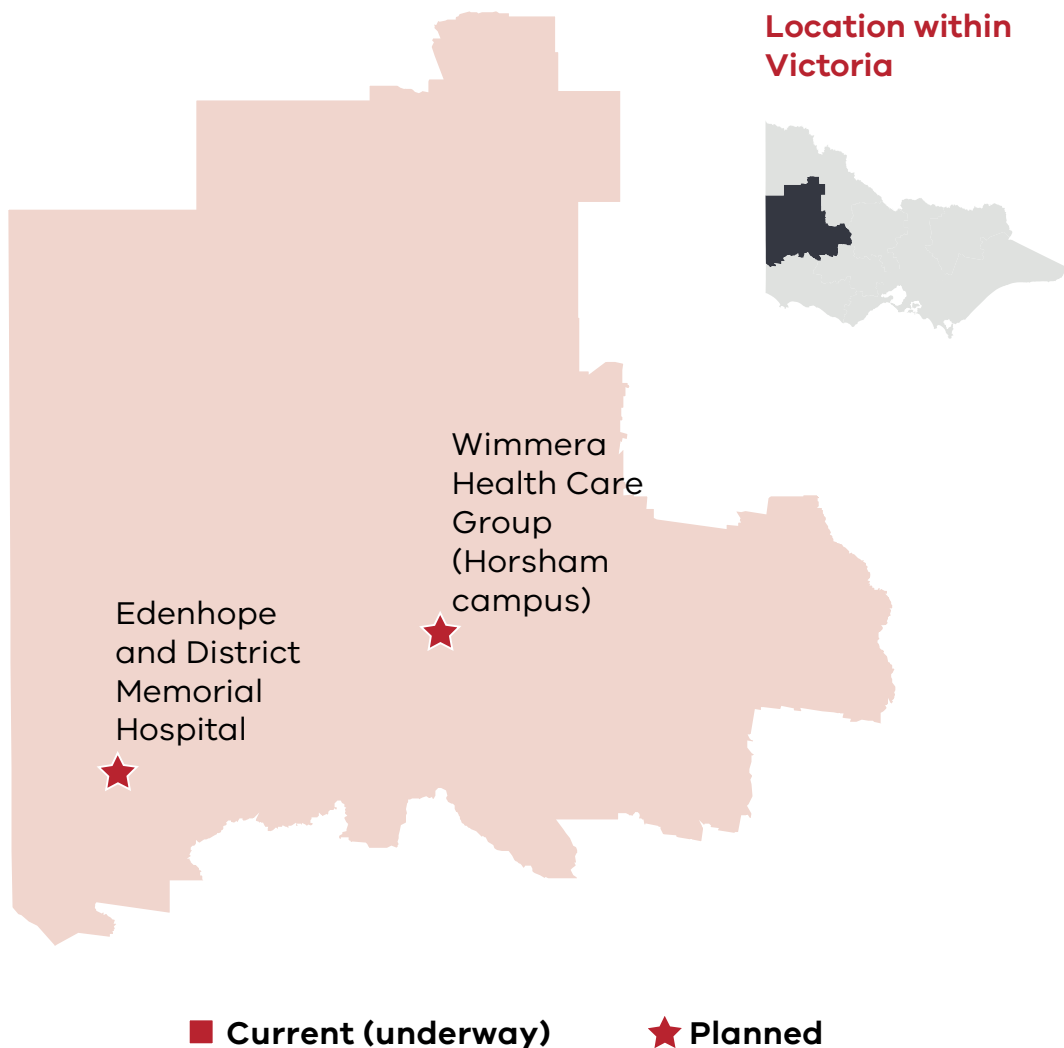 Location within
Victoria
Wimmera
Health Care
Group
(Horsham
campus)
Edenhope
and District
Memorial
Hospital
Current (underway)
Planned